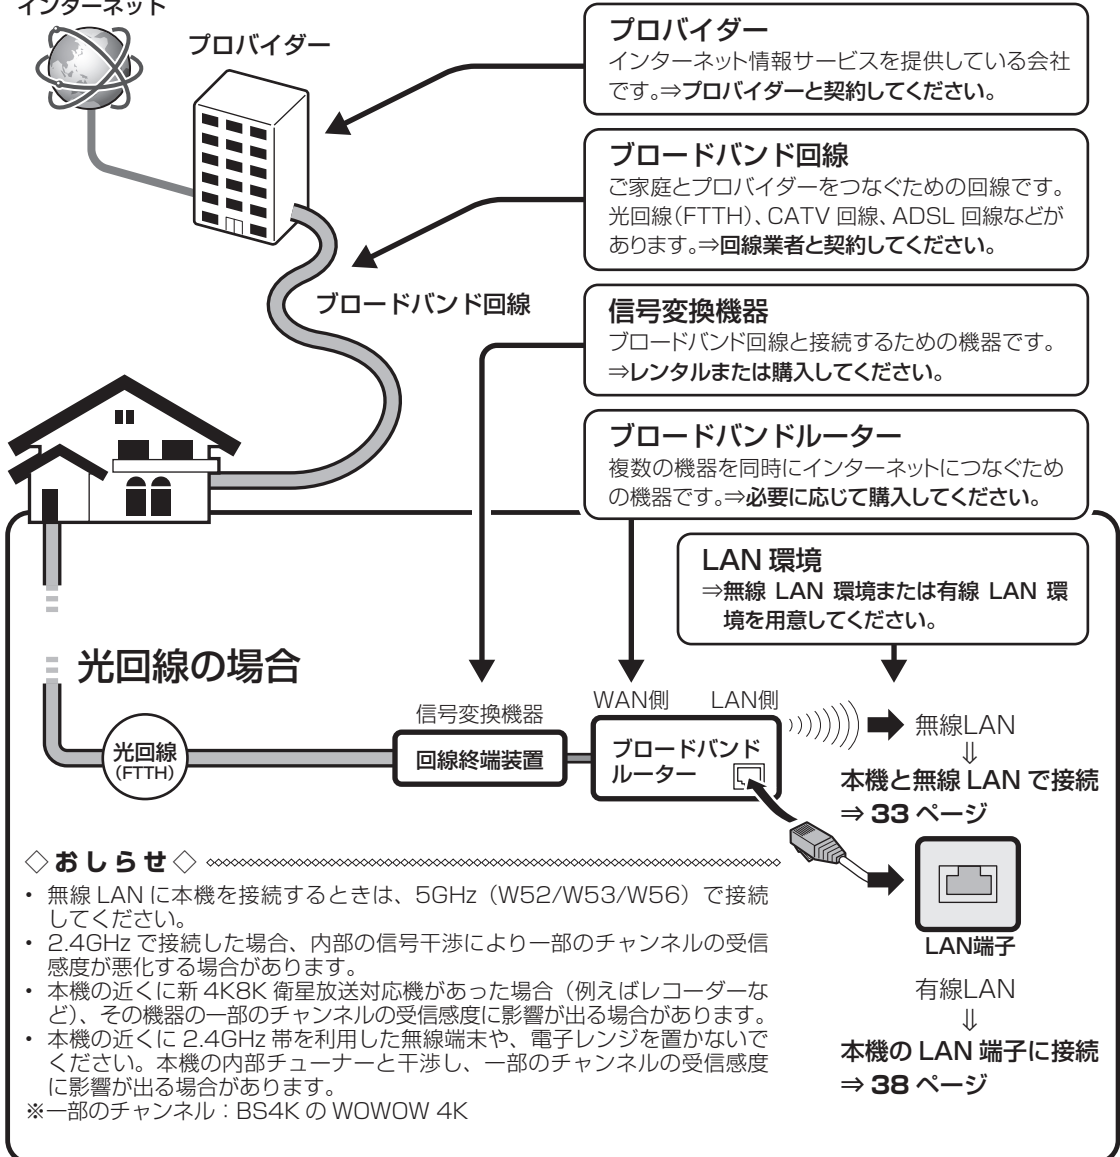 インターネット
プロバイダー
プロバイダー
インターネット情報サービスを提供している会社
です。⇒プロバイダーと契約してください。
ブロードバンド回線
ご家庭とプロバイダーをつなぐための回線です。
光回線(FTTH)、CATV 回線、ADSL 回線などが
あります。⇒回線業者と契約してください。
ブロードバンド回線
信号変換機器
ブロードバンド回線と接続するための機器です。
⇒レンタルまたは購入してください。
ブロードバンドルーター
複数の機器を同時にインターネットにつなぐため
の機器です。⇒必要に応じて購入してください。
LAN 環境
⇒無線 LAN 環境または有線 LAN 環
境を用意してください。
光回線の場合
光回線
(FTTH)
信号変換機器
回線終端装置
WAN側 LAN側
ブロードバンド
ルーター
無線LAN
⇓
本機と無線 LAN で接続
⇒ 33 ページ
LAN端子
有線LAN
⇓
本機の LAN 端子に接続
⇒ 38 ページ
◇おしらせ◇
• 無線 LAN に本機を接続するときは、5GHz（W52/W53/W56）で接続
してください。
• 2.4GHz で接続した場合、内部の信号干渉により一部のチャンネルの受信
感度が悪化する場合があります。
• 本機の近くに新 4K8K 衛星放送対応機があった場合（例えばレコーダーな
ど）、その機器の一部のチャンネルの受信感度に影響が出る場合があります。
• 本機の近くに 2.4GHz 帯を利用した無線端末や、電子レンジを置かないで
ください。本機の内部チューナーと干渉し、一部のチャンネルの受信感度
に影響が出る場合があります。
※一部のチャンネル：BS4K の WOWOW 4K